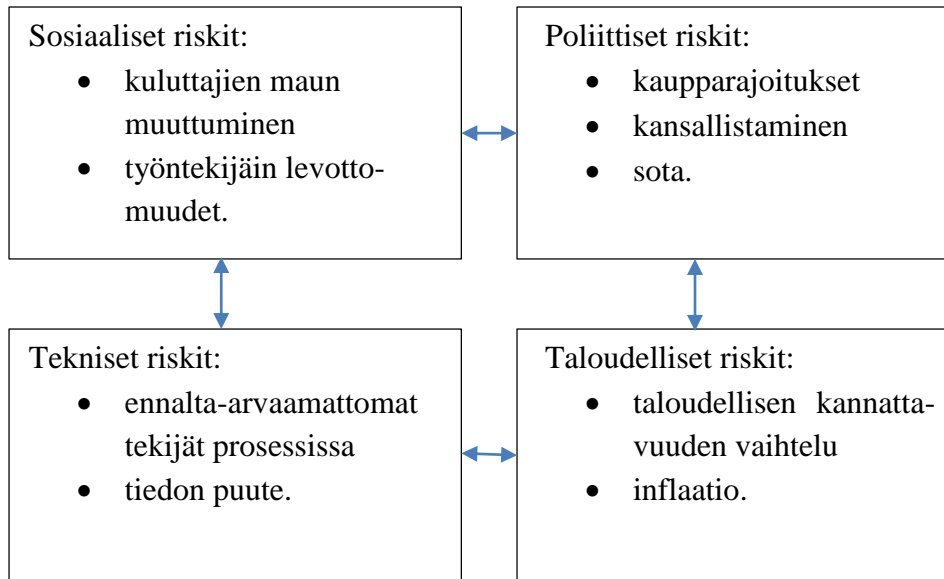 Sosiaaliset riskit:
• kuluttajien maun
muuttuminen
• työntekijäin levotto-
muudet.
Poliittiset riskit:
• kaupparajoitukset
• kansallistaminen
• sota.
Tekniset riskit:
• ennalta-arvaamattomat
tekijät prosessissa
• tiedon puute.
Taloudelliset riskit:
• taloudellisen kannatta-
vuuden vaihtelu
• inflaatio.